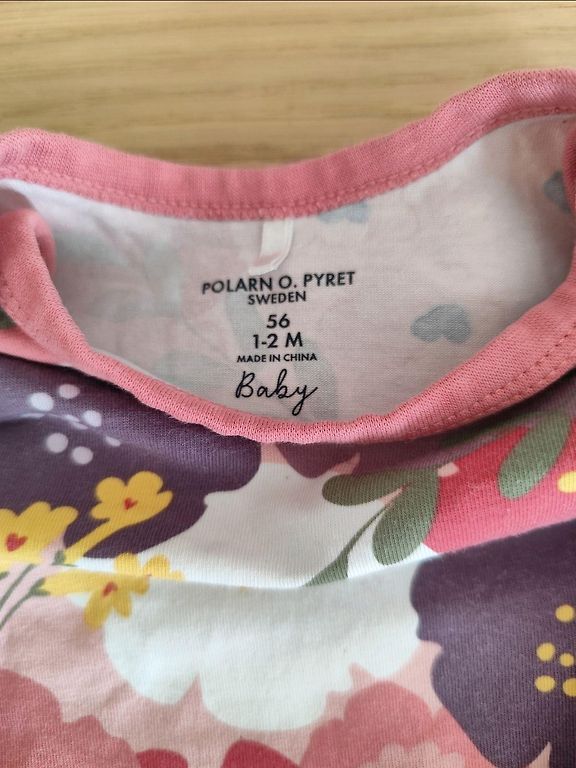 POLARN O. PYRET
SWEDEN
56
1-2 M
MADE IN CHINA
Baby